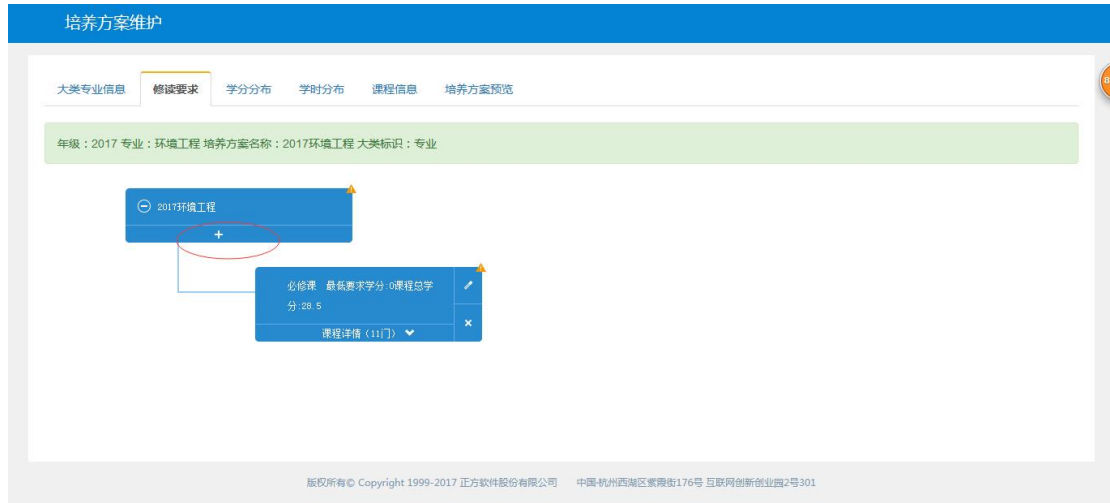 培养方案维护
大类专业信息 修读要求 学分分布 学时分布 课程信息 培养方案预览
年级：2017 专业：环境工程 培养方案名称：2017环境工程 大类标识：专业
2017环境工程
+
必修课 最低要求学分:0课程总学
分:28.5
课程详情（11门）
版权所有© Copyright 1999-2017 正方软件股份有限公司 中国·杭州西湖区紫霞街176号 互联网创新创业园2号301